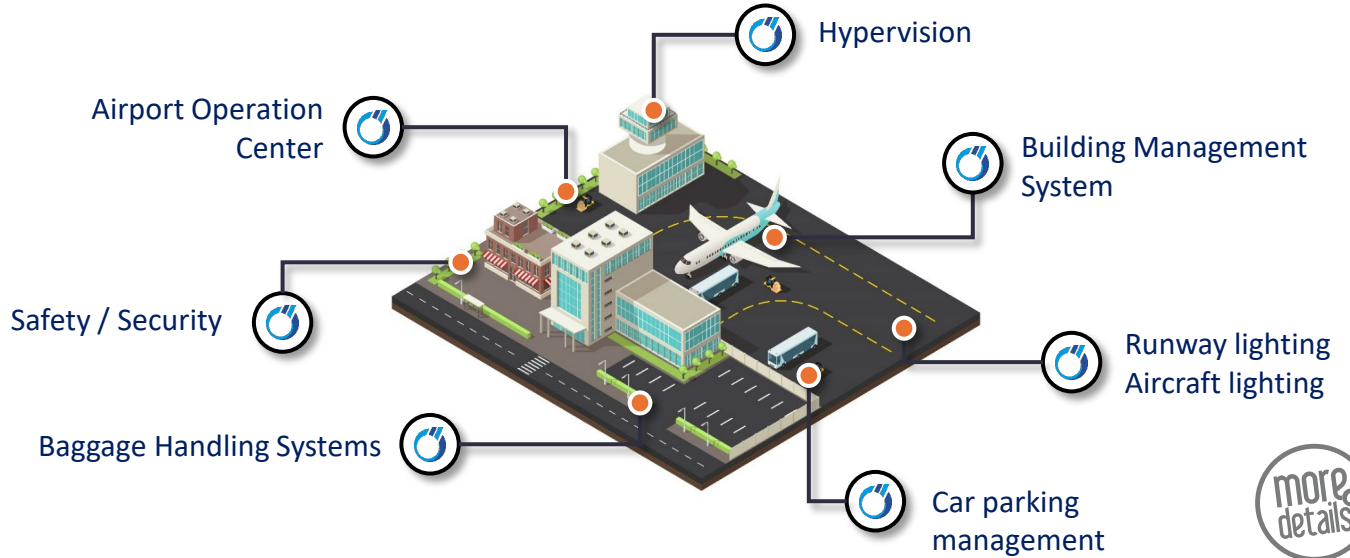 Hypervision
Airport Operation
Center
Building Management
System
Safety / Security
Runway lighting
Aircraft lighting
Baggage Handling Systems
Car parking
management
more
details